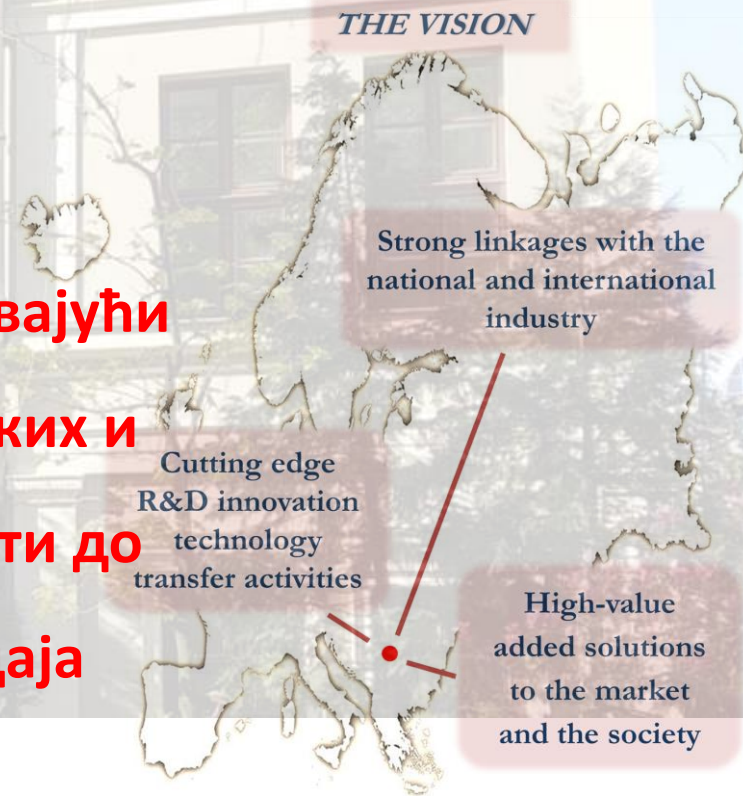 THE VISION
Strong linkages with the
national and international
industry
Cutting edge
R&D innovation
technology
transfer activities
High-value
added solutions
to the market
and the society
вајући
ких и
ти до
даја